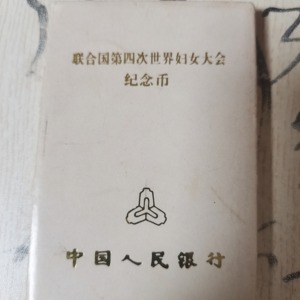 联合国第四次世界妇女大会
纪念币
中国人民银行